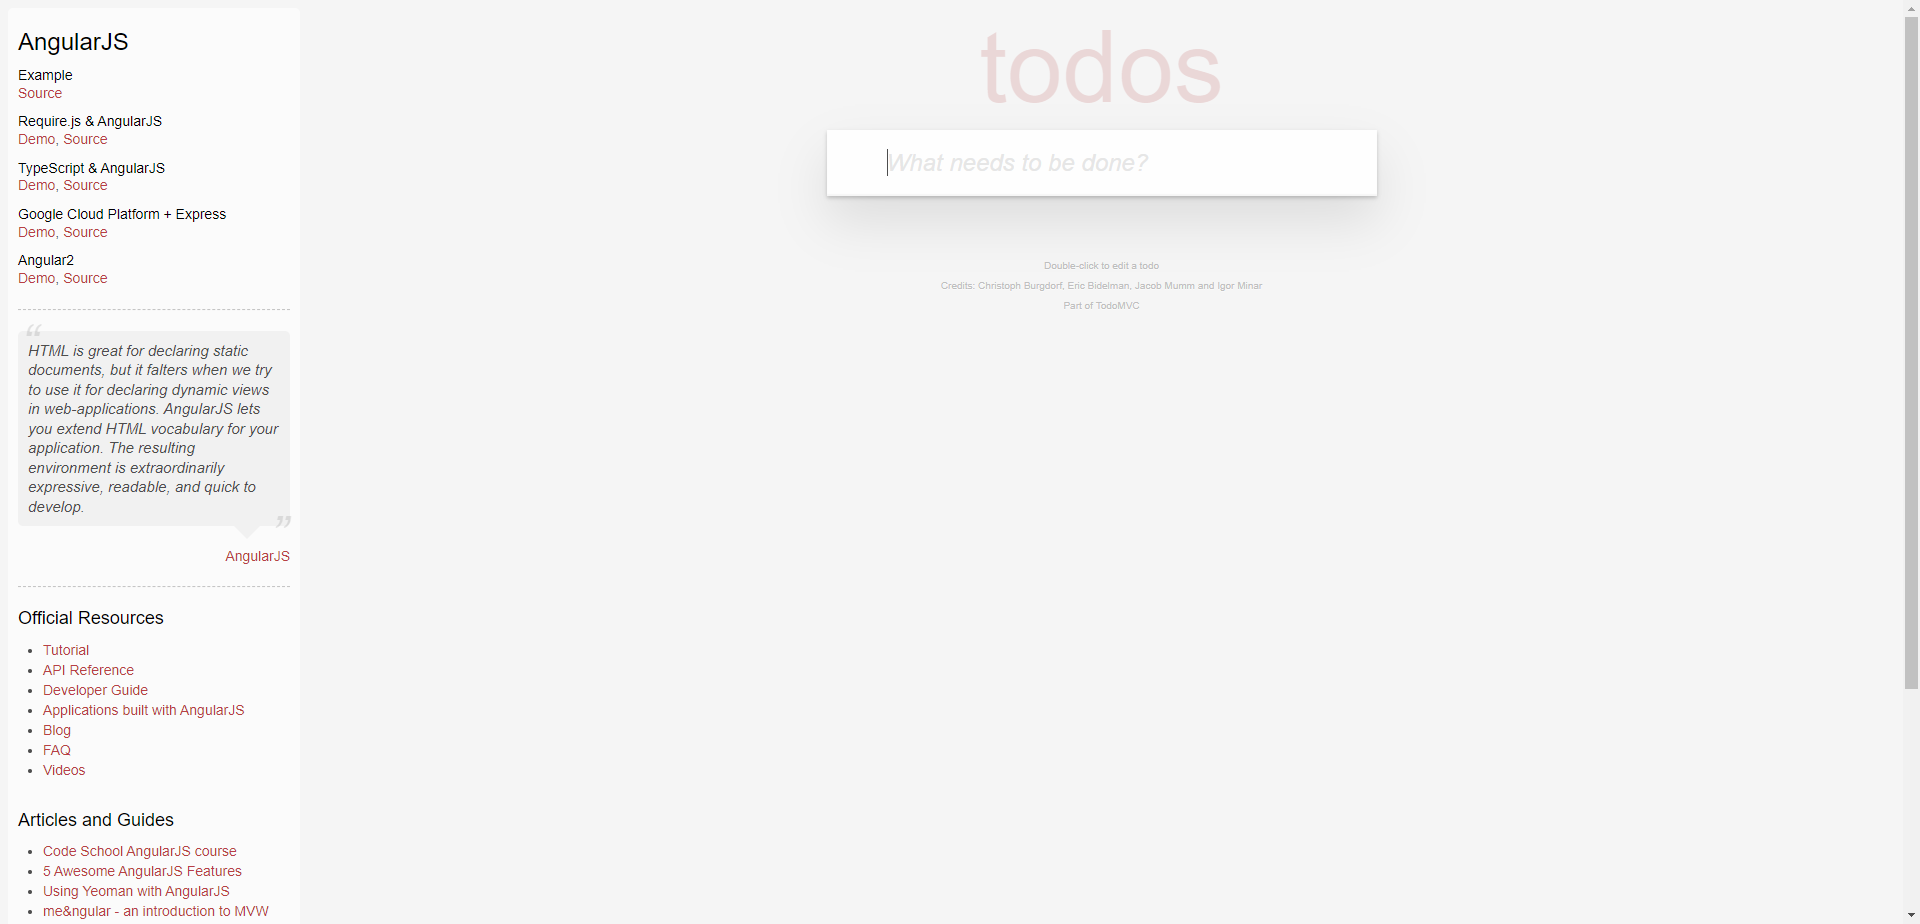 AngularJS
Example
Source
Require.js & AngularJS
Demo, Source
TypeScript & AngularJS
Demo, Source
Google Cloud Platform + Express
Demo, Source
Angular2
Demo, Source
“
HTML is great for declaring static
documents, but it falters when we try
to use it for declaring dynamic views
in web-applications. AngularJS lets
you extend HTML vocabulary for your
application. The resulting
environment is extraordinarily
expressive, readable, and quick to
develop.
”
AngularJS
Official Resources
Tutorial
API Reference
Developer Guide
Applications built with AngularJS
Blog
FAQ
Videos
Articles and Guides
Code School AngularJS course
5 Awesome AngularJS Features
Using Yeoman with AngularJS
me&ngular - an introduction to MVW
todos
What needs to be done?
Double-click to edit a todo
Credits: Christoph Burgdorf, Eric Bidelman, Jacob Mumm and Igor Minar
Part of TodoMVC